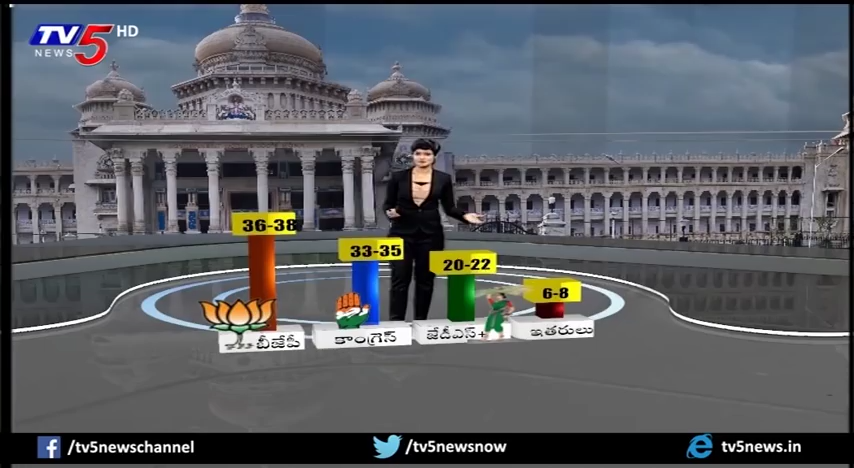 TV5 HD
NEWS
36-38
33-35
20-22
6-8
బీజేపీ
కాంగ్రెస్
జేడీఎస్+
ఇతరులు
/tv5newschannel
/tv5newsnow
tv5news.in